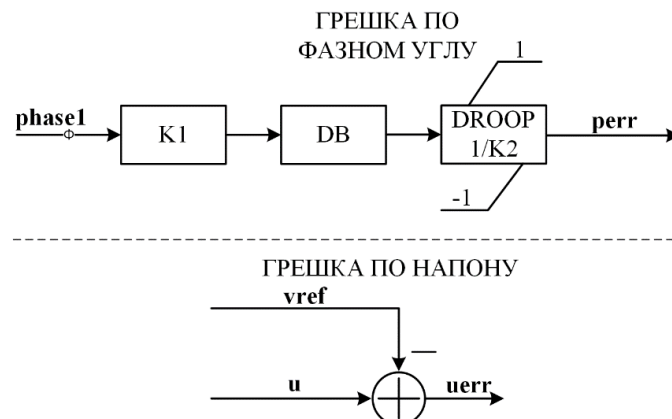 ГРЕШКА ПО
ФАЗНОМ УГЛУ
1
phase1
Φ
K1
DB
DROOP
1/K2
perr
-1
ГРЕШКА ПО НАПОНУ
vref
—
u
uerr